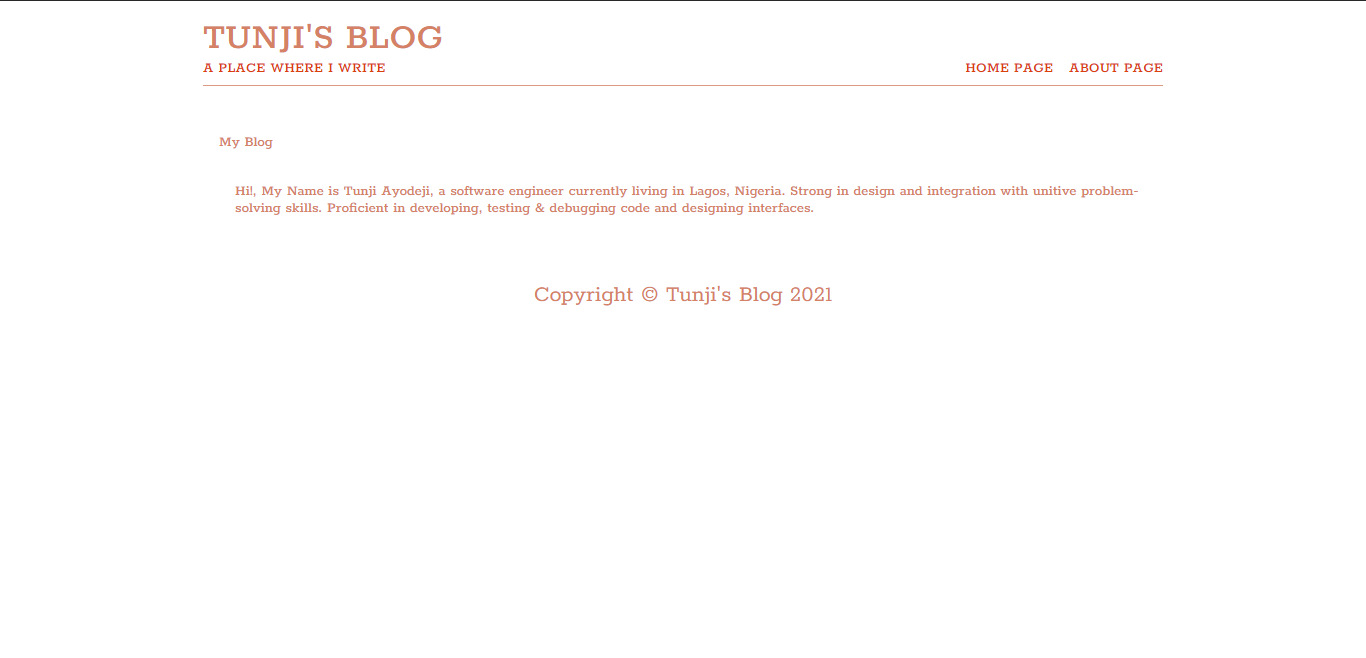 TUNJI'S BLOG
A PLACE WHERE I WRITE
HOME PAGE ABOUT PAGE
My Blog
Hi!, My Name is Tunji Ayodeji, a software engineer currently living in Lagos, Nigeria. Strong in design and integration with unitive problem-
solving skills. Proficient in developing, testing & debugging code and designing interfaces.
Copyright © Tunji's Blog 2021